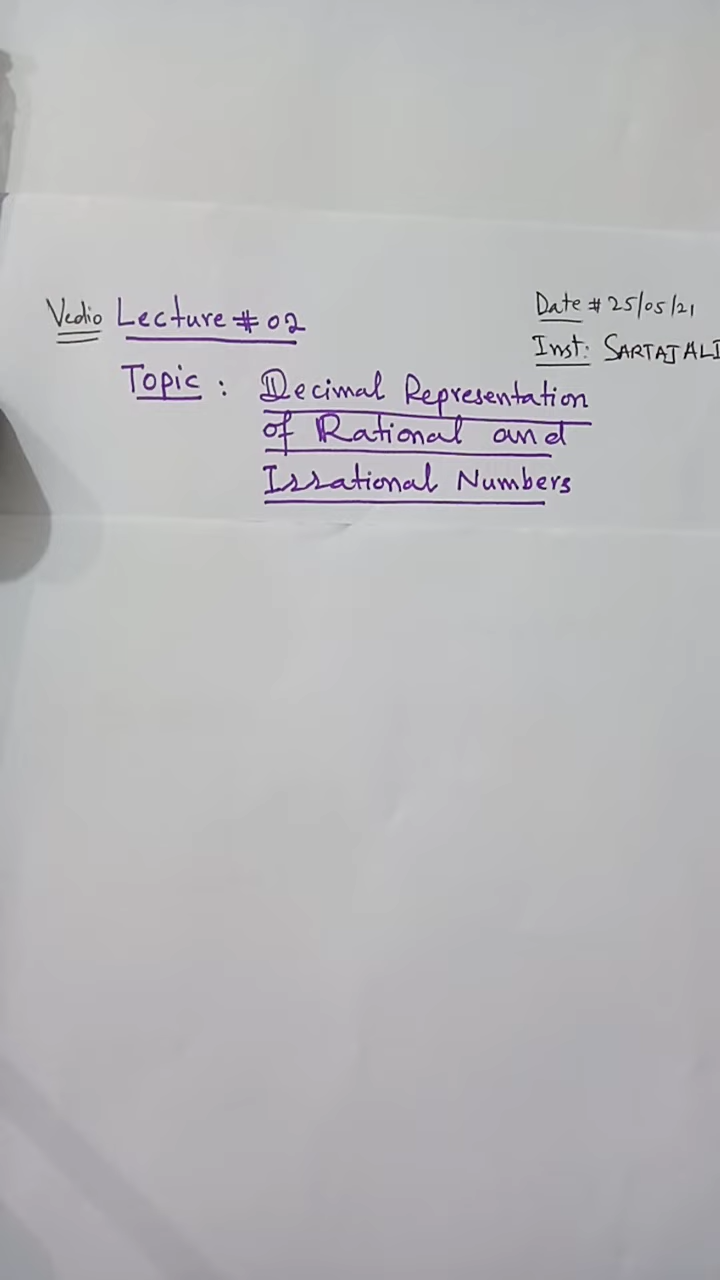 Vedio Lecture # 02
Date # 25/05/21
Inst: SARTAJ ALI
Topic : Decimal Representation
of Rational and
Irrational Numbers